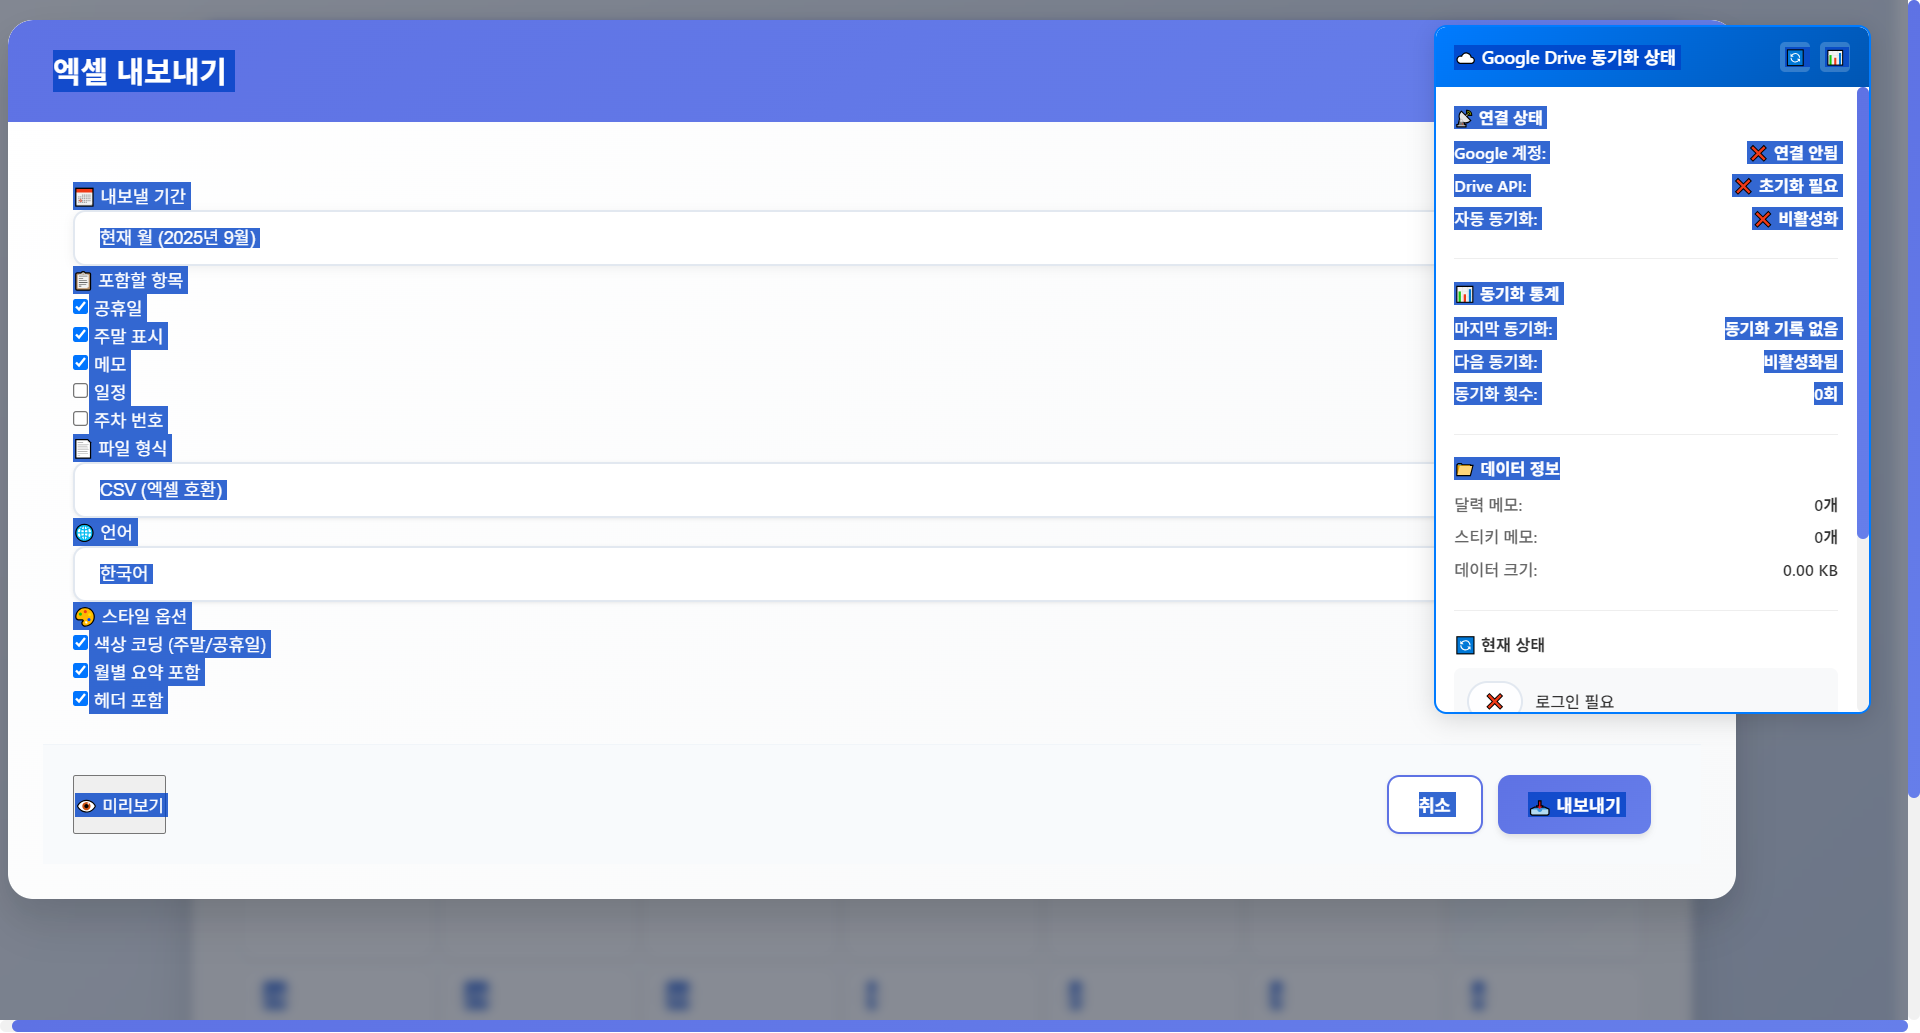 엑셀 내보내기
내보낼 기간
현재 월 (2025년 9월)
포함할 항목
공휴일
주말 표시
메모
일정
주차 번호
파일 형식
CSV (엑셀 호환)
언어
한국어
스타일 옵션
색상 코딩 (주말/공휴일)
월별 요약 포함
헤더 포함
미리보기
취소
내보내기
Google Drive 동기화 상태
연결 상태
Google 계정: 연결 안됨
Drive API: 초기화 필요
자동 동기화: 비활성화
동기화 통계
마지막 동기화: 동기화 기록 없음
다음 동기화: 비활성화됨
동기화 횟수: 0회
데이터 정보
달력 메모: 0개
스티키 메모: 0개
데이터 크기: 0.00 KB
현재 상태
로그인 필요